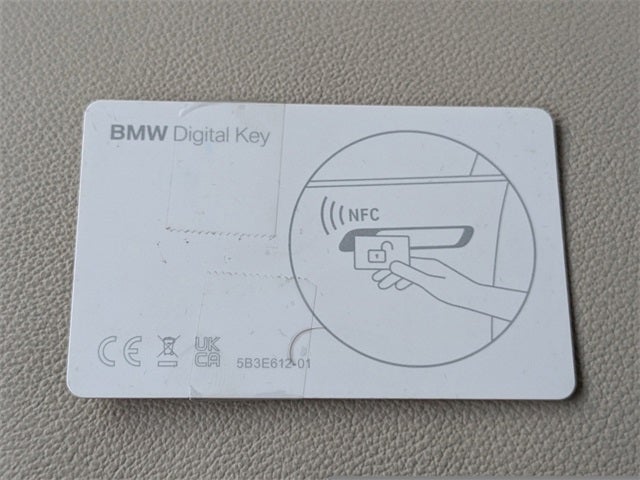 BMW Digital Key
NFC
CE
UK
CA
5B3E612-01